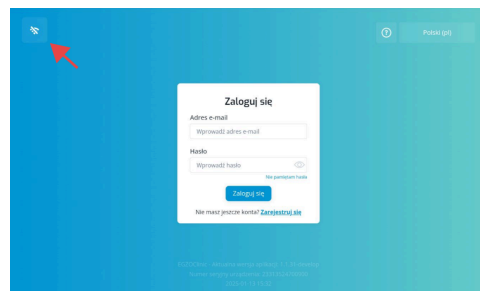 Polski (pl)
Zaloguj się
Adres e-mail
Wprowadź adres e-mail
Hasło
Wprowadź hasło
Nie pamiętam hasła
Zaloguj się
Nie masz jeszcze konta? Zarejestruj się